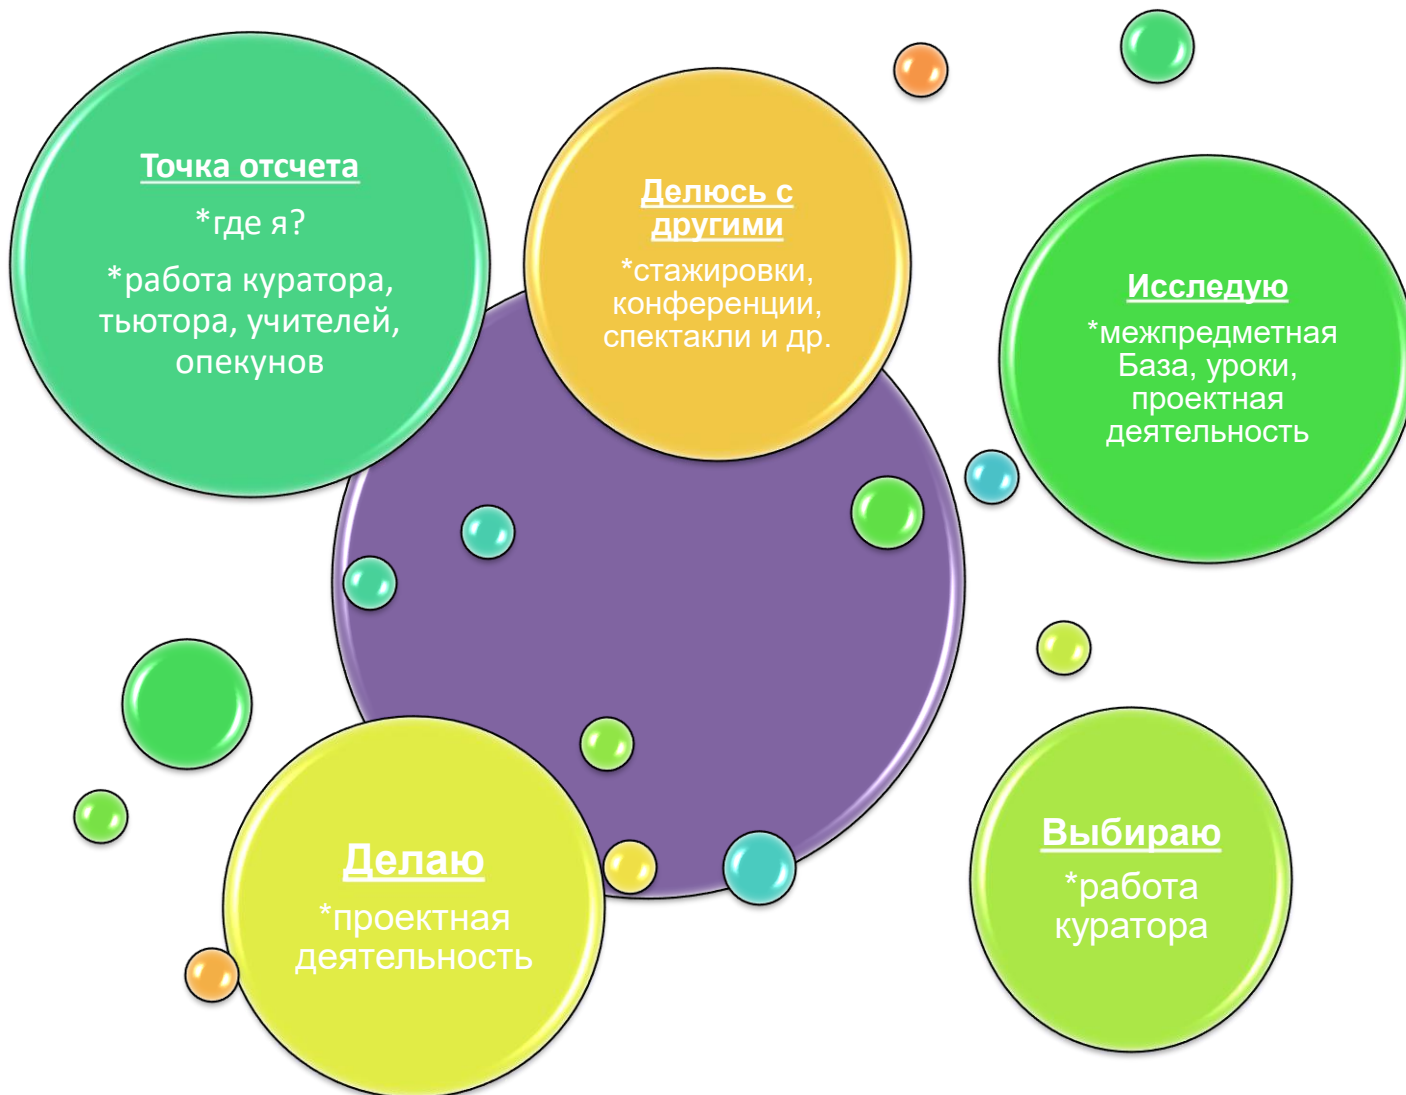 Точка отсчета
*где я?
*работа куратора,
тьютора, учителей,
опекунов
Делюсь с
другими
*стажировки,
конференции,
спектакли и др.
Исследую
*межпредметная
База, уроки,
проектная
деятельность
Делаю
*проектная
деятельность
Выбираю
*работа
куратора